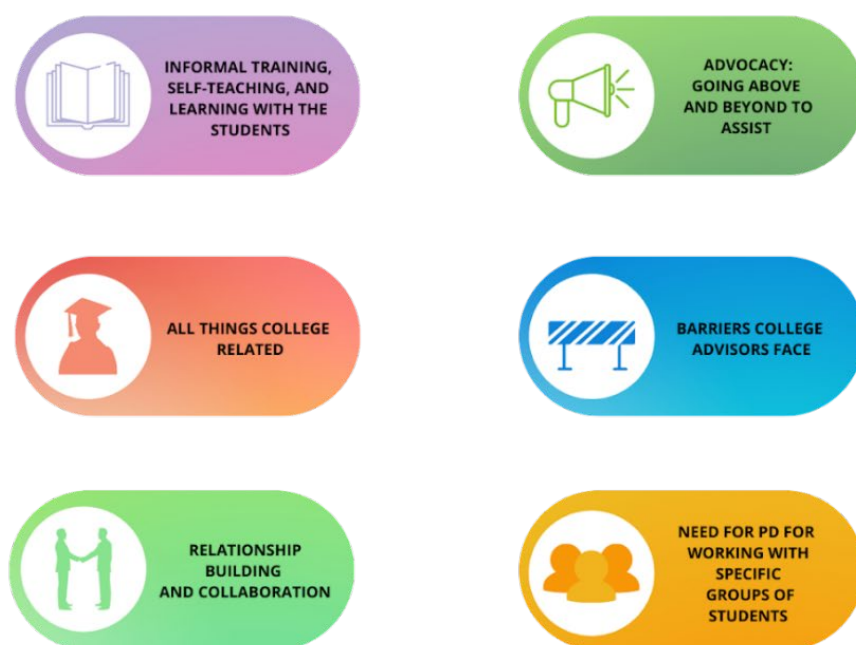 INFORMAL TRAINING,
SELF-TEACHING, AND
LEARNING WITH THE
STUDENTS
ADVOCACY:
GOING ABOVE
AND BEYOND TO
ASSIST
ALL THINGS COLLEGE
RELATED
BARRIERS COLLEGE
ADVISORS FACE
RELATIONSHIP
BUILDING
AND COLLABORATION
NEED FOR PD FOR
WORKING WITH
SPECIFIC
GROUPS OF
STUDENTS